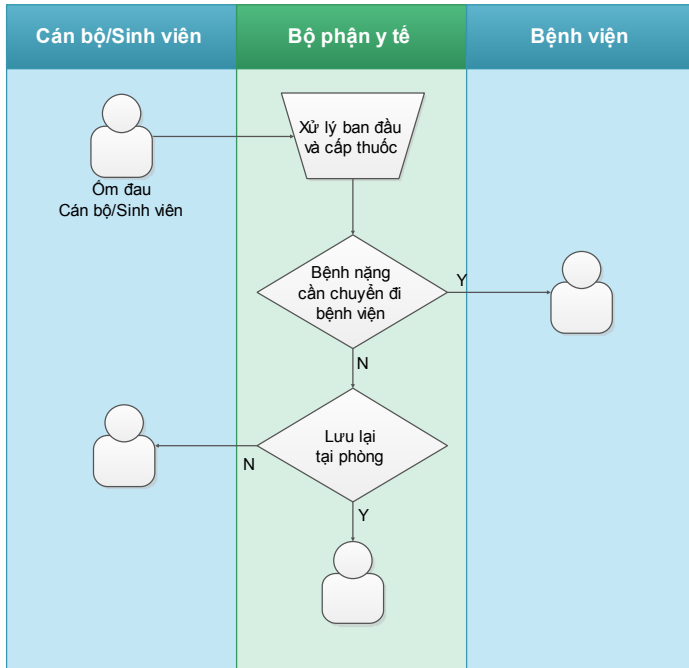 Cán bộ/Sinh viên
Bộ phận y tế
Bệnh viện
Xử lý ban đầu
và cấp thuốc
Ốm đau
Cán bộ/Sinh viên
Bệnh nặng
cần chuyển đi
bệnh viện
Y
N
Lưu lại
tại phòng
N
Y